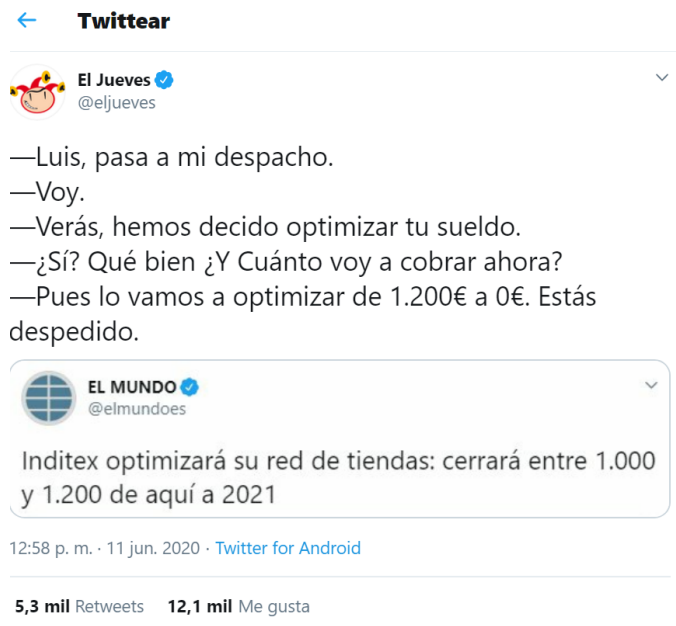 Twittear
El Jueves
@eljueves
—Luis, pasa a mi despacho.
—Voy.
—Verás, hemos decido optimizar tu sueldo.
—¿Sí? Qué bien ¿Y Cuánto voy a cobrar ahora?
—Pues lo vamos a optimizar de 1.200€ a 0€. Estás
despedido.
EL MUNDO
@elmundoes
Inditex optimizará su red de tiendas: cerrará entre 1.000
y 1.200 de aquí a 2021
12:58 p. m. · 11 jun. 2020 · Twitter for Android
5,3 mil Retweets 12,1 mil Me gusta